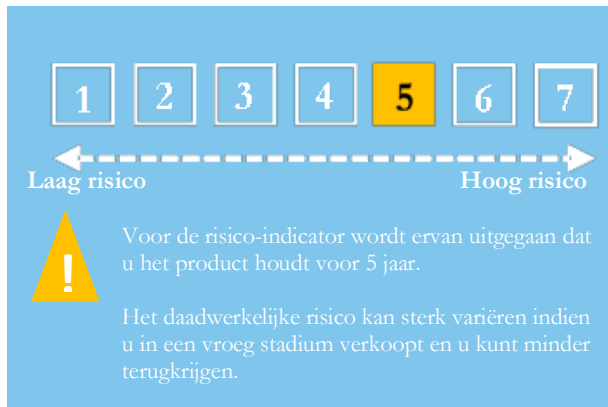 1 2 3 4 5 6 7
Laag risico Hoog risico
Voor de risico-indicator wordt ervan uitgegaan dat
u het product houdt voor 5 jaar.
!
Het daadwerkelijke risico kan sterk variëren indien
u in een vroeg stadium verkoopt en u kunt minder
terugkrijgen.